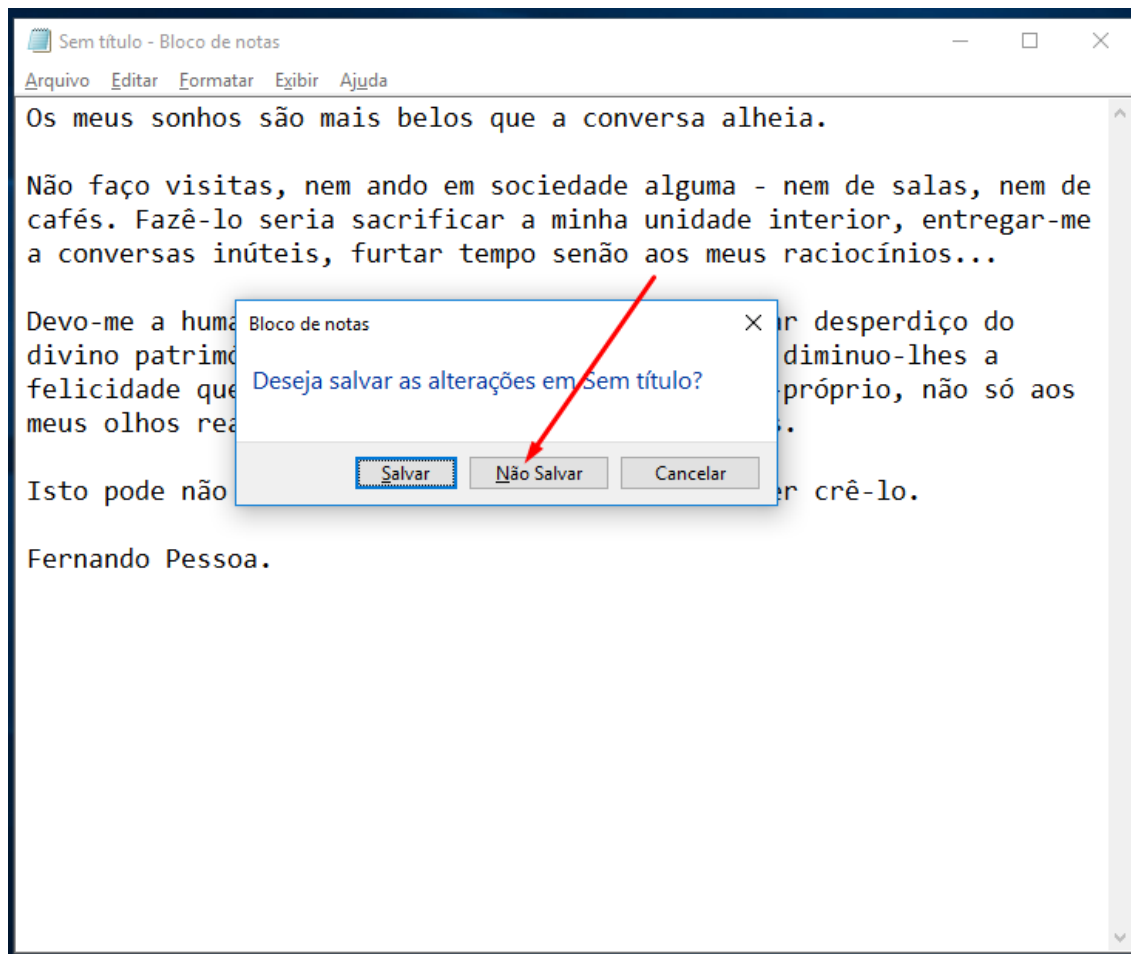 Sem título - Bloco de notas
Arquivo Editar Formatar Exibir Ajuda
Os meus sonhos são mais belos que a conversa alheia.
Não faço visitas, nem ando em sociedade alguma - nem de salas, nem de
cafés. Fazê-lo seria sacrificar a minha unidade interior, entregar-me
a conversas inúteis, furtar tempo senão aos meus raciocínios...
Devo-me a huma
desperdiço do
divino patrimó
diminuo-lhes a
felicidade que
-próprio, não só aos
meus olhos rea
Bloco de notas
Deseja salvar as alterações em Sem título?
Salvar Não Salvar Cancelar
Isto pode não
crê-lo.
Fernando Pessoa.